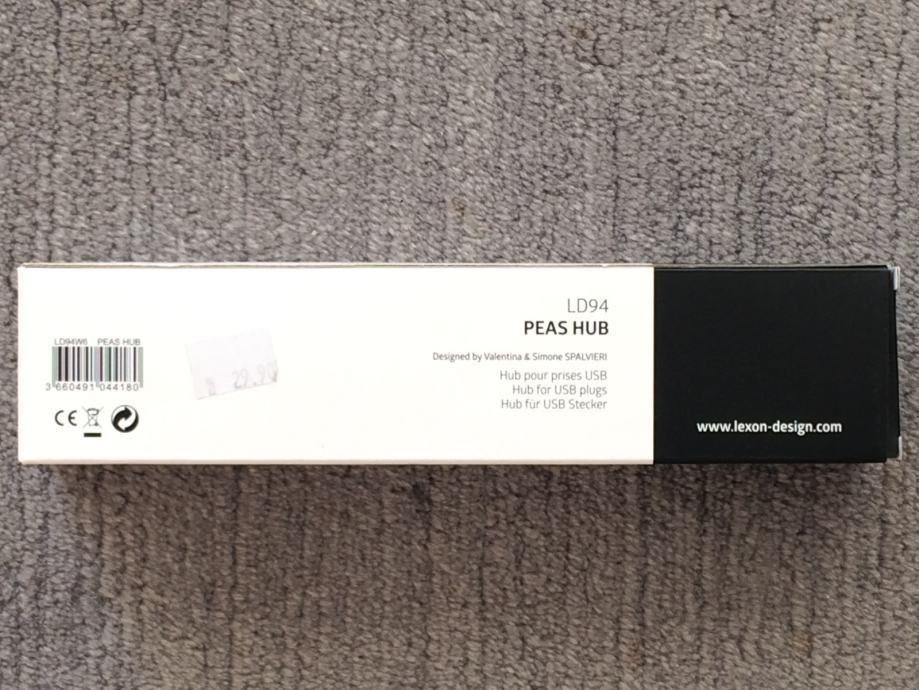 LD94W6 PEAS HUB
3 660491 044180
29.90
LD94
PEAS HUB
Designed by Valentina & Simone SPALVIERI
Hub pour prises USB
Hub for USB plugs
Hub für USB Stecker
www.lexon-design.com